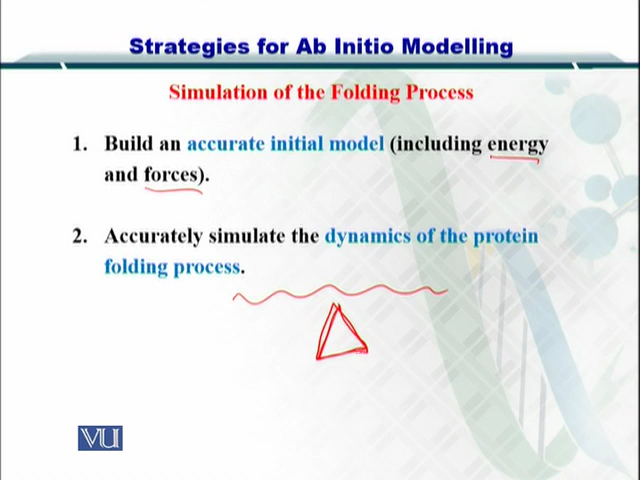 Strategies for Ab Initio Modelling
Simulation of the Folding Process
1. Build an accurate initial model (including energy
and forces).
2. Accurately simulate the dynamics of the protein
folding process.
VU